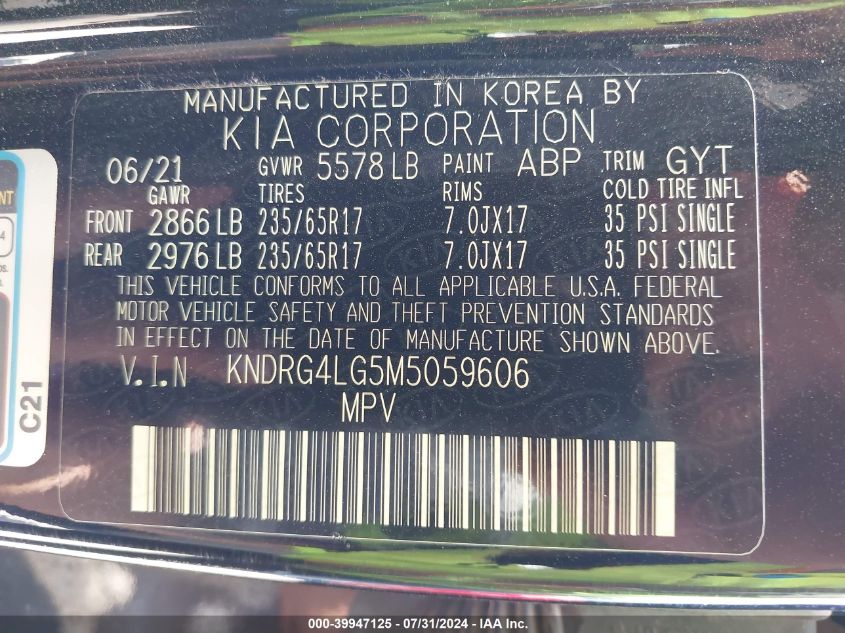 MANUFACTURED IN KOREA BY
KIA CORPORATION
06/21 GVWR 5578 LB PAINT ABP TRIM GYT
GAWR TIRES RIMS COLD TIRE INFL
FRONT 2866 LB 235/65R17 7.0JX17 35 PSI SINGLE
REAR 2976 LB 235/65R17 7.0JX17 35 PSI SINGLE
THIS VEHICLE CONFORMS TO ALL APPLICABLE U.S.A. FEDERAL
MOTOR VEHICLE SAFETY AND THEFT PREVENTION STANDARDS
IN EFFECT ON THE DATE OF MANUFACTURE SHOWN ABOVE.
V.I.N KNDRG4LG5M5059606
MPV
C21
000-39947125 - 07/31/2024 - IAA Inc.